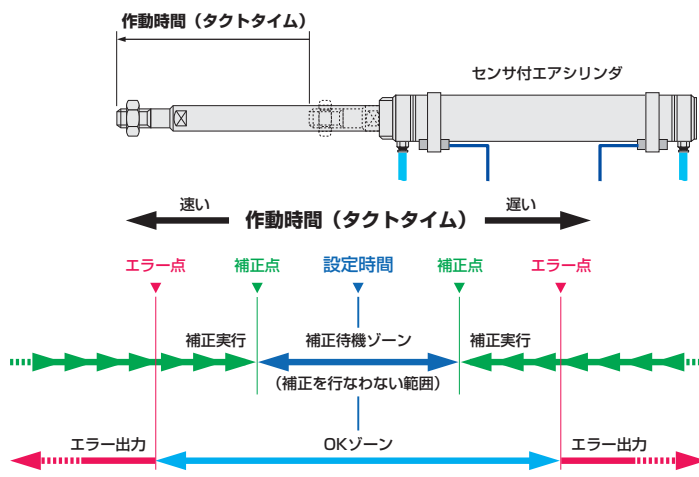 作動時間（タクトタイム）
センサ付エアシリンダ
速い 作動時間（タクトタイム） 遅い
エラー点 補正点 設定時間 補正点 エラー点
補正実行 補正待機ゾーン 補正実行
（補正を行なわない範囲）
エラー出力 OKゾーン エラー出力